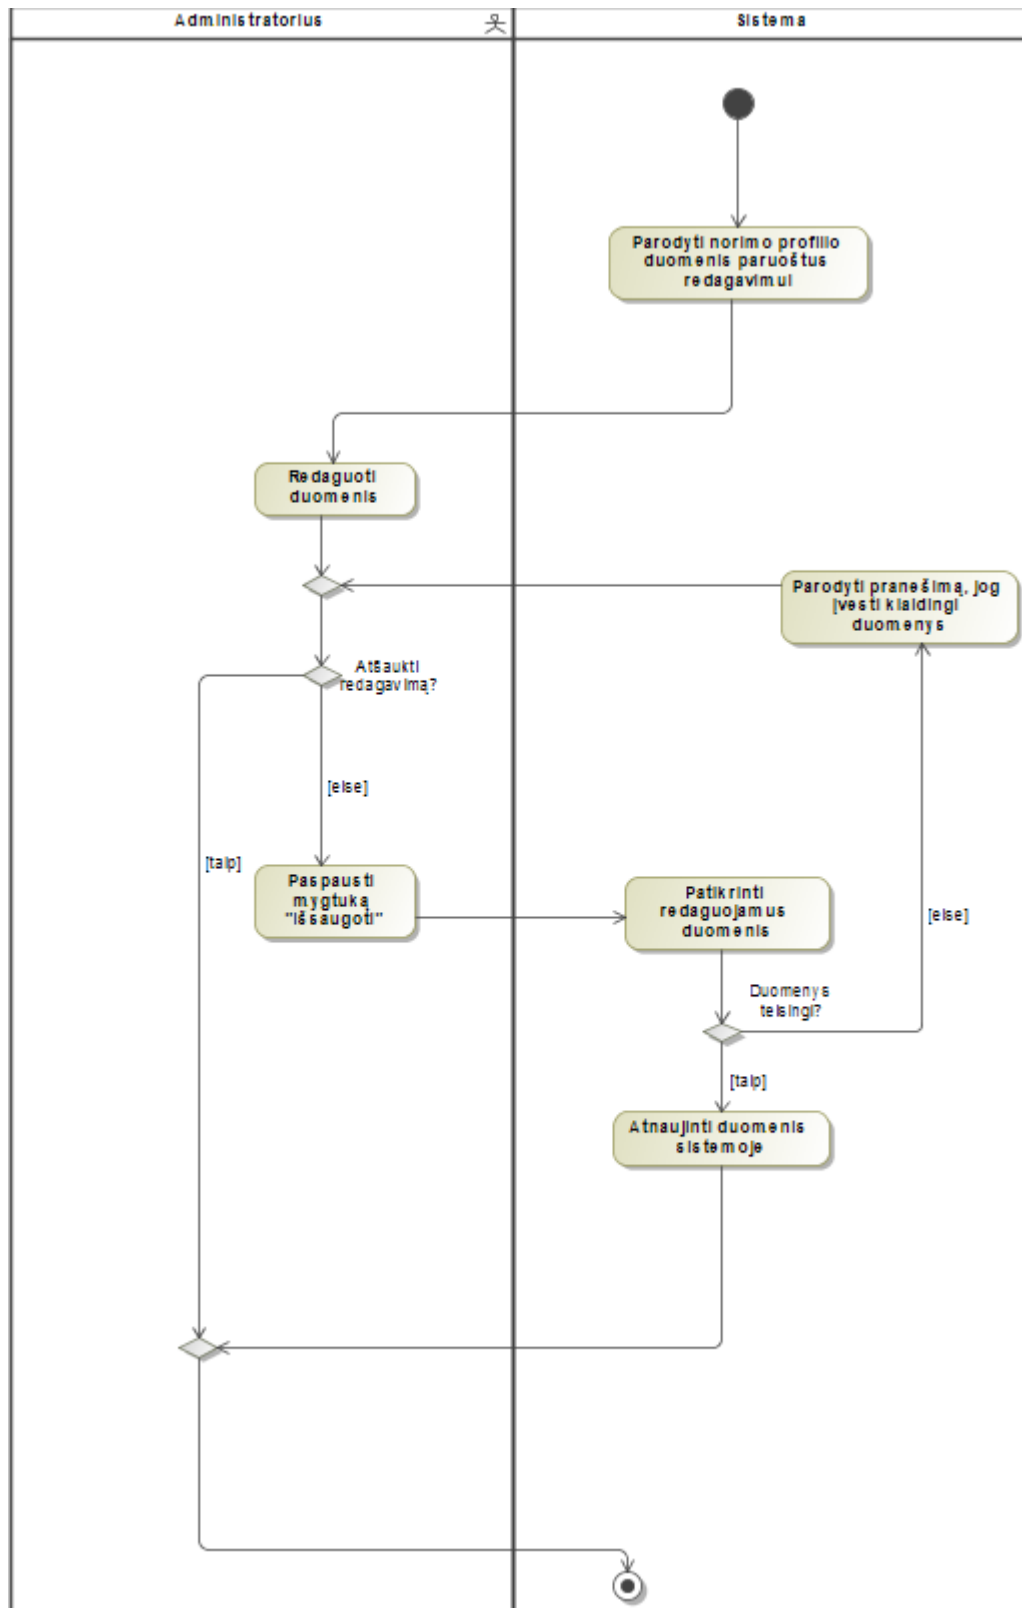 Administratorius
Sistema
Parodyti norimo profilio
duomenis paruoštus
redagavimui
Redaguoti
duomenis
Parodyti pranešimą, jog
įvesti klaidingi
duomenys
Atšaukti
redagavimą?
[else]
[taip]
Paspausti
mygtuką
"Išsaugoti"
Patikrinti
redaguojamus
duomenis
[else]
Duomenys
teisingi?
[taip]
Atnaujinti duomenis
sistemoje